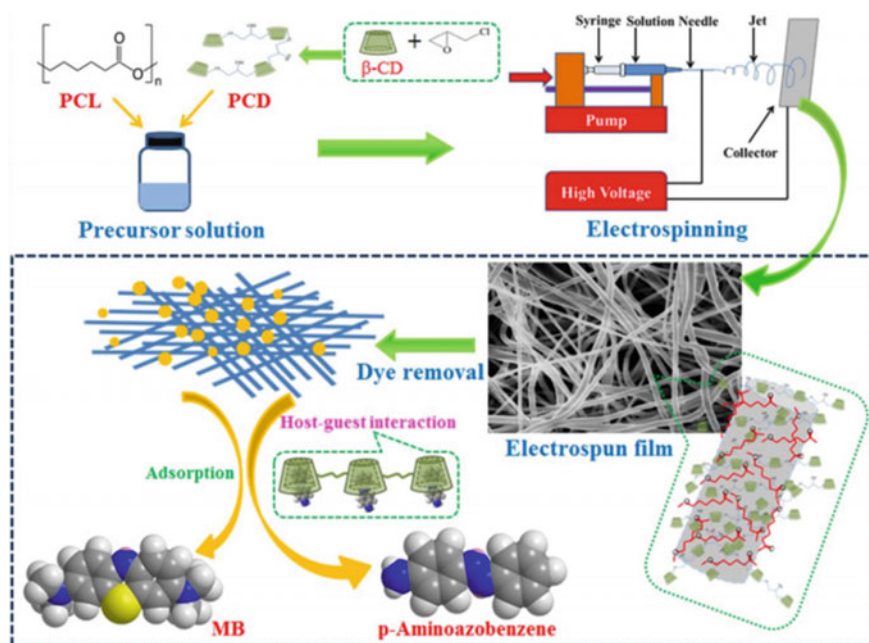 O
O
n
PCL
PCD
β-CD
+
O
Cl
Syringe
Solution
Needle
Jet
Pump
Collector
High Voltage
Precursor solution
Electrospinning
Dye removal
Host-guest interaction
Electrospun film
Adsorption
MB
p-Aminoazobenzene